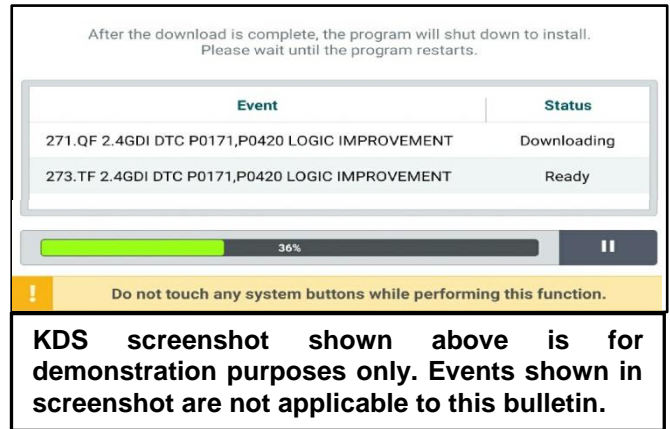 After the download is complete, the program will shut down to install.
Please wait until the program restarts.
Event Status
271.QF 2.4GDI DTC P0171,P0420 LOGIC IMPROVEMENT Downloading
273.TF 2.4GDI DTC P0171,P0420 LOGIC IMPROVEMENT Ready
36%
! Do not touch any system buttons while performing this function.
KDS screenshot shown above is for
demonstration purposes only. Events shown in
screenshot are not applicable to this bulletin.